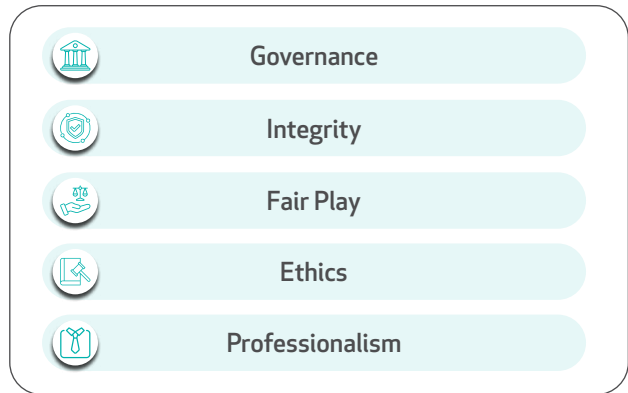 Governance
Integrity
Fair Play
Ethics
Professionalism